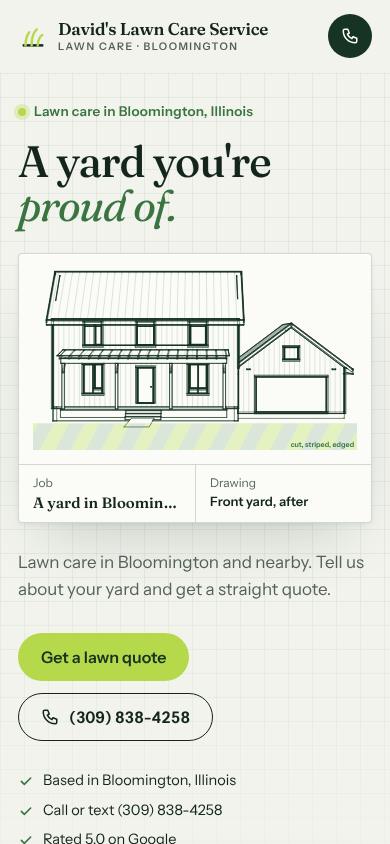 David's Lawn Care Service
LAWN CARE · BLOOMINGTON
Lawn care in Bloomington, Illinois
A yard you're
proud of.
cut, striped, edged
Job
A yard in Bloomin...
Drawing
Front yard, after
Lawn care in Bloomington and nearby. Tell us
about your yard and get a straight quote.
Get a lawn quote
(309) 838-4258
Based in Bloomington, Illinois
Call or text (309) 838-4258
Rated 5.0 on Google